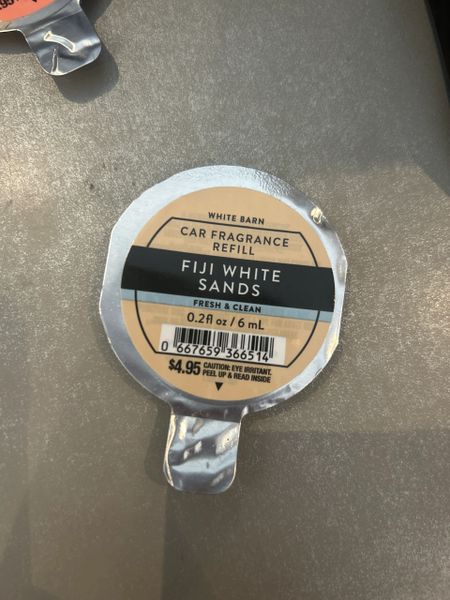 WHITE BARN
CAR FRAGRANCE
REFILL
FIJI WHITE
SANDS
FRESH & CLEAN
0.2fl oz / 6 mL
0 667659 366514
$4.95 CAUTION: EYE IRRITANT.
PEEL UP & READ INSIDE